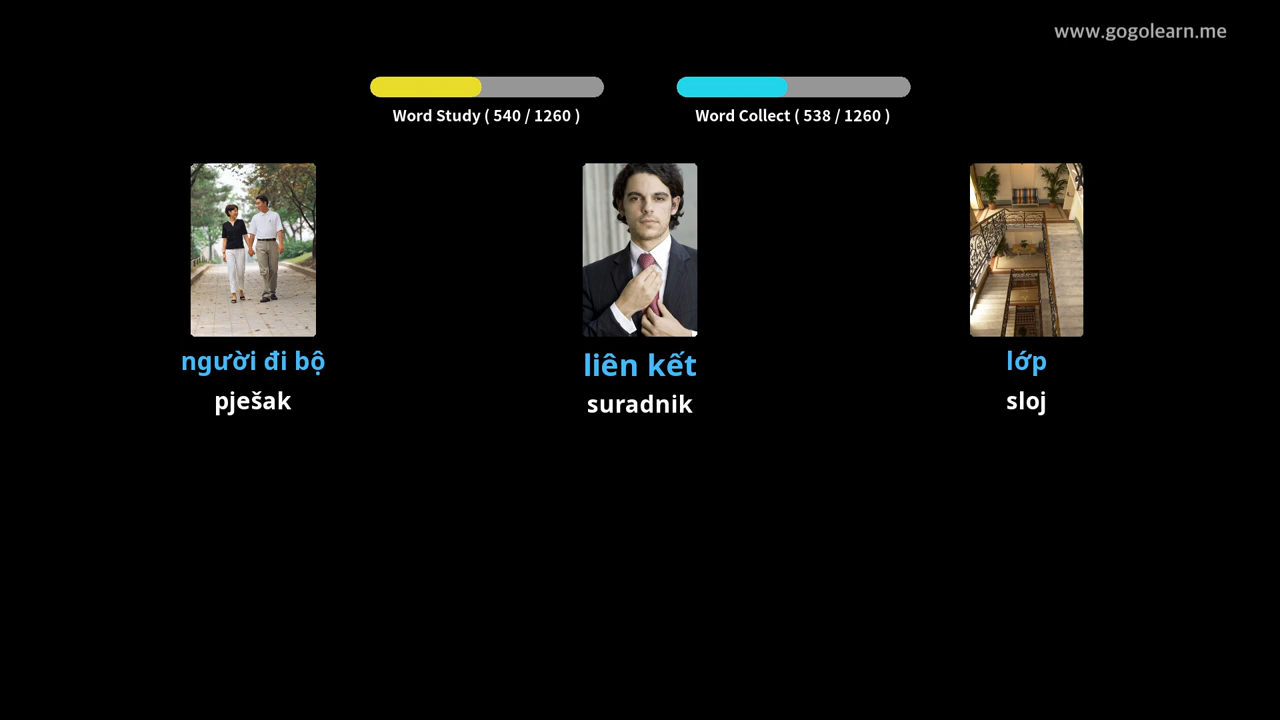 www.gogolearn.me
Word Study ( 540 / 1260 )
Word Collect ( 538 / 1260 )
người đi bộ
pješak
liên kết
suradnik
lớp
sloj